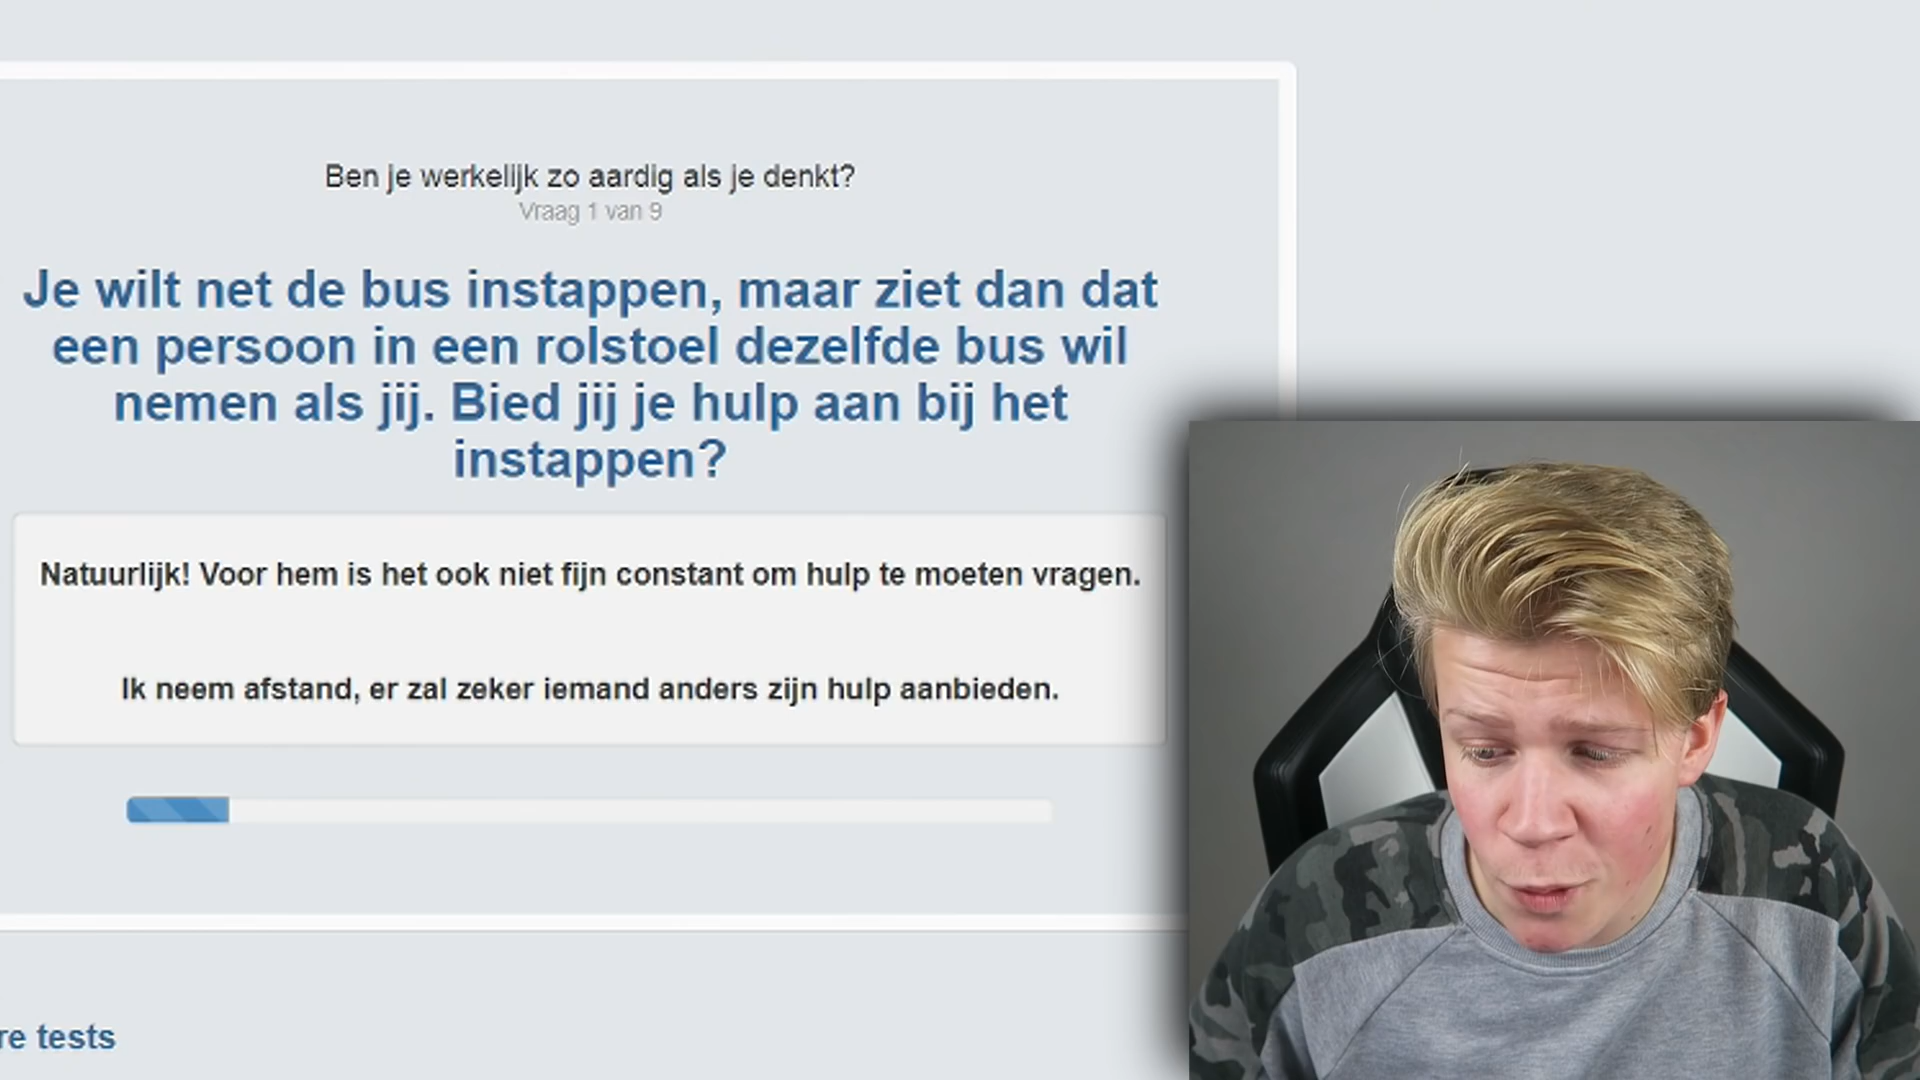 Ben je werkelijk zo aardig als je denkt?
Vraag 1 van 9
Je wilt net de bus instappen, maar ziet dan dat
een persoon in een rolstoel dezelfde bus wil
nemen als jij. Bied jij je hulp aan bij het
instappen?
Natuurlijk! Voor hem is het ook niet fijn constant om hulp te moeten vragen.
Ik neem afstand, er zal zeker iemand anders zijn hulp aanbieden.
re tests